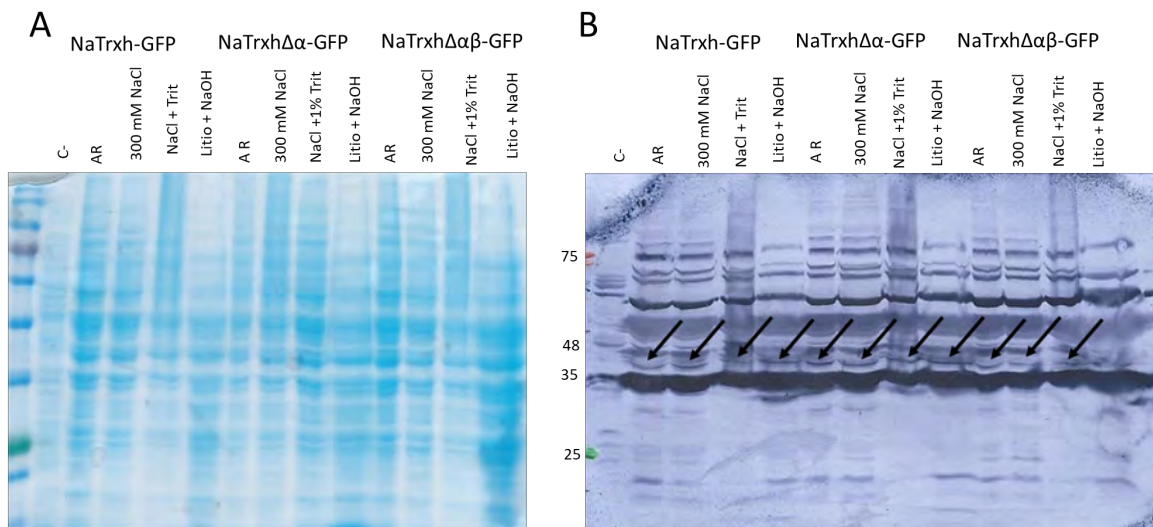 A
NaTrxh-GFP NaTrxhΔα-GFP NaTrxhΔαβ-GFP
C-
AR
300 mM NaCl
NaCl + Trit
Litio + NaOH
A R
300 mM NaCl
NaCl +1% Trit
Litio + NaOH
AR
300 mM NaCl
NaCl +1% Trit
Litio + NaOH
B
NaTrxh-GFP NaTrxhΔα-GFP NaTrxhΔαβ-GFP
C-
AR
300 mM NaCl
NaCl + Trit
Litio + NaOH
A R
300 mM NaCl
NaCl +1% Trit
Litio + NaOH
AR
300 mM NaCl
NaCl +1% Trit
Litio + NaOH
75
48
35
25